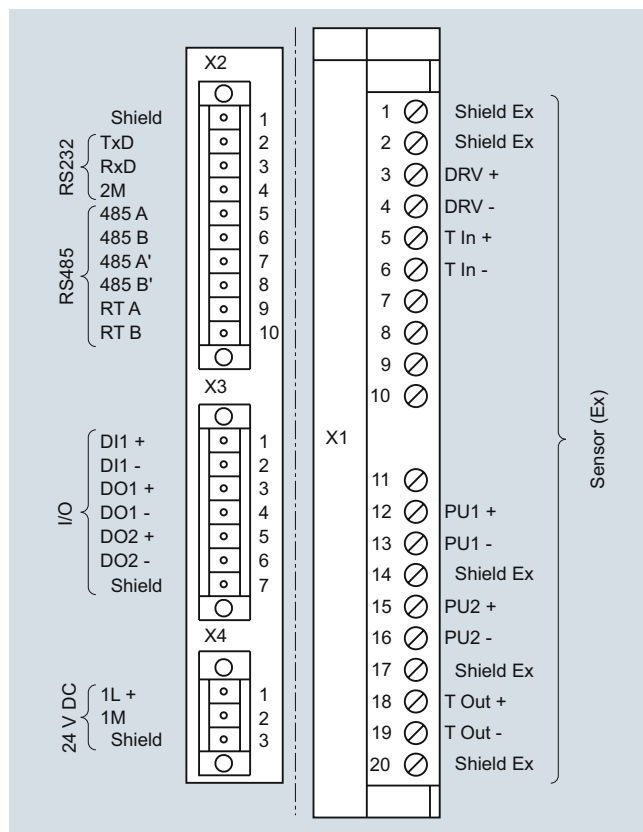 X2
RS232
Shield 1
TxD 2
RxD 3
2M 4
RS485
485 A 5
485 B 6
485 A' 7
485 B' 8
RT A 9
RT B 10
X3
I/O
DI1 + 1
DI1 - 2
DO1 + 3
DO1 - 4
DO2 + 5
DO2 - 6
Shield 7
X4
24 V DC
1L + 1
1M 2
Shield 3
X1
1 Shield Ex
2 Shield Ex
3 DRV +
4 DRV -
5 T In +
6 T In -
7
8
9
10
11
12 PU1 +
13 PU1 -
14 Shield Ex
15 PU2 +
16 PU2 -
17 Shield Ex
18 T Out +
19 T Out -
20 Shield Ex
Sensor (Ex)